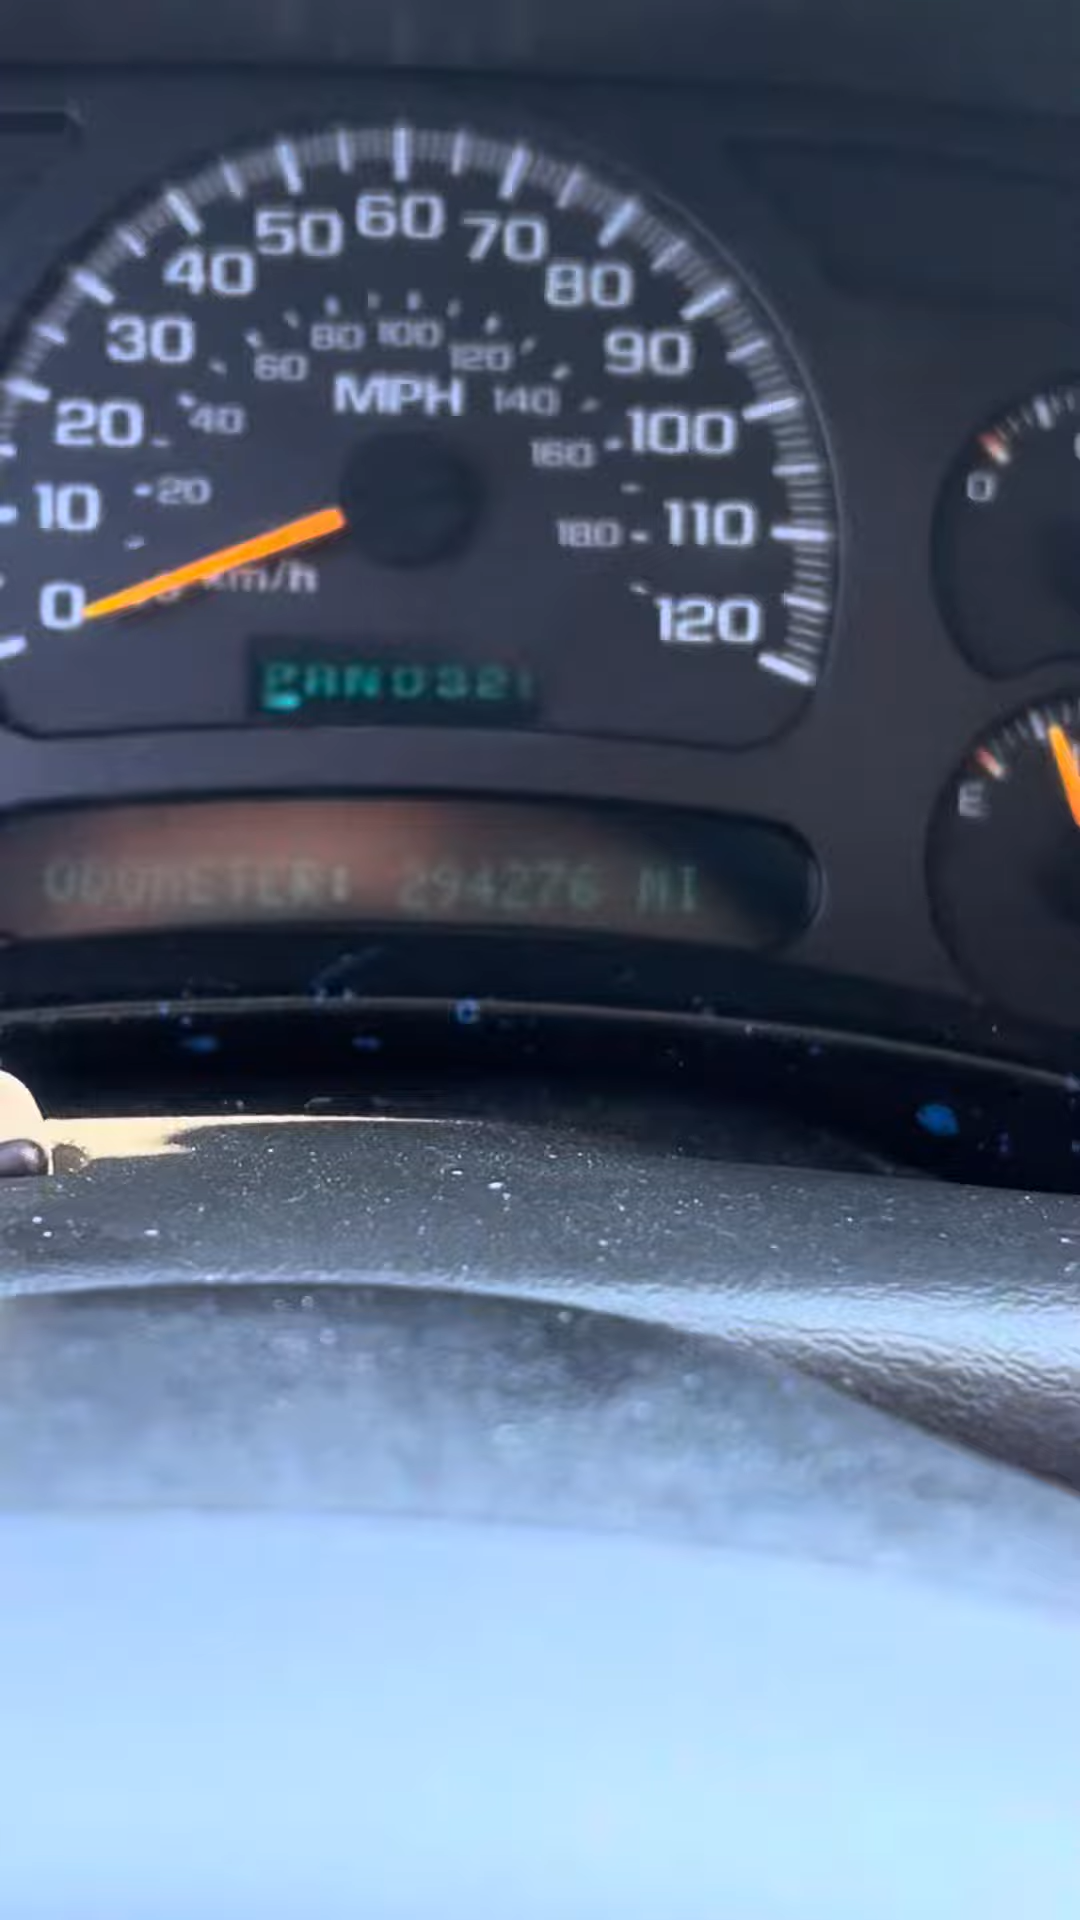 60
50 70
40 80
80 100
30 60 120 90
MPH 140
20 40 100
160
10 20 110
180
0 km/h 120
PRND321
ODOMETER: 294276 MI
0
E